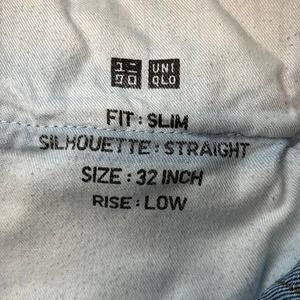 ユニ UNI
クロ QLO
FIT : SLIM
SILHOUETTE : STRAIGHT
SIZE : 32 INCH
RISE : LOW